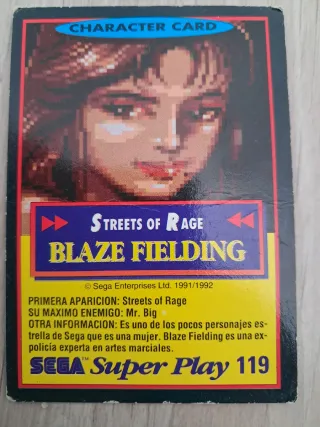 CHARACTER CARD
STREETS OF RAGE
BLAZE FIELDING
© Sega Enterprises Ltd. 1991/1992
PRIMERA APARICION: Streets of Rage
SU MAXIMO ENEMIGO: Mr. Big
OTRA INFORMACION: Es uno de los pocos personajes es-
trella de Sega que es una mujer. Blaze Fielding es una ex-
policía experta en artes marciales.
SEGA™ Super Play 119